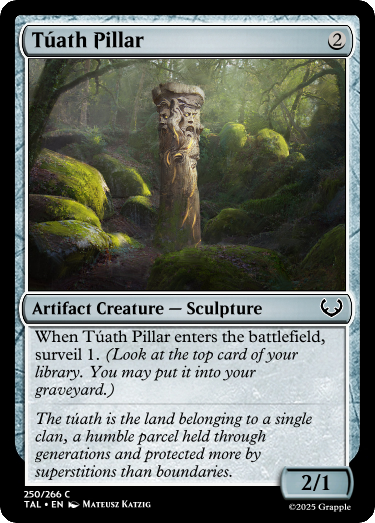 Túath Pillar
2
Artifact Creature — Sculpture
When Túath Pillar enters the battlefield,
surveil 1. (Look at the top card of your
library. You may put it into your
graveyard.)
The túath is the land belonging to a single
clan, a humble parcel held through
generations and protected more by
superstitions than boundaries.
2/1
250/266 C
TAL • EN Mateusz Katzig
©2025 Grapple